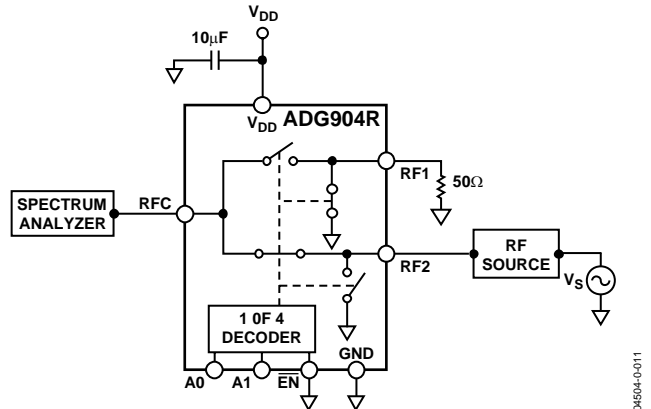 VDD
10µF
VDD
ADG904R
RF1
50Ω
SPECTRUM
ANALYZER
RFC
RF2
RF
SOURCE
VS
1 0F 4
DECODER
GND
A0
A1
EN
04504-0-011